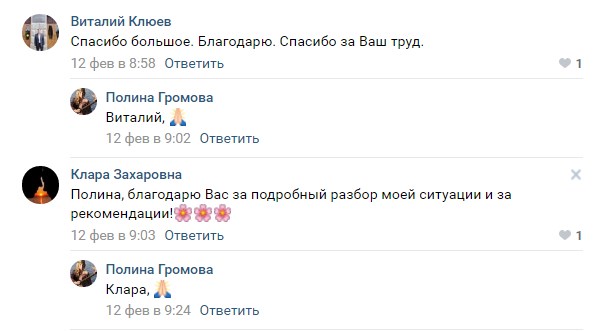 Виталий Клюев
Спасибо большое. Благодарю. Спасибо за Ваш труд.
12 фев в 8:58 Ответить
1
Полина Громова
Виталий, 🙏🏻
12 фев в 9:02 Ответить
Клара Захаровна
Полина, благодарю Вас за подробный разбор моей ситуации и за
рекомендации!🌸🌸🌸
12 фев в 9:03 Ответить
1
Полина Громова
Клара, 🙏🏻
12 фев в 9:24 Ответить